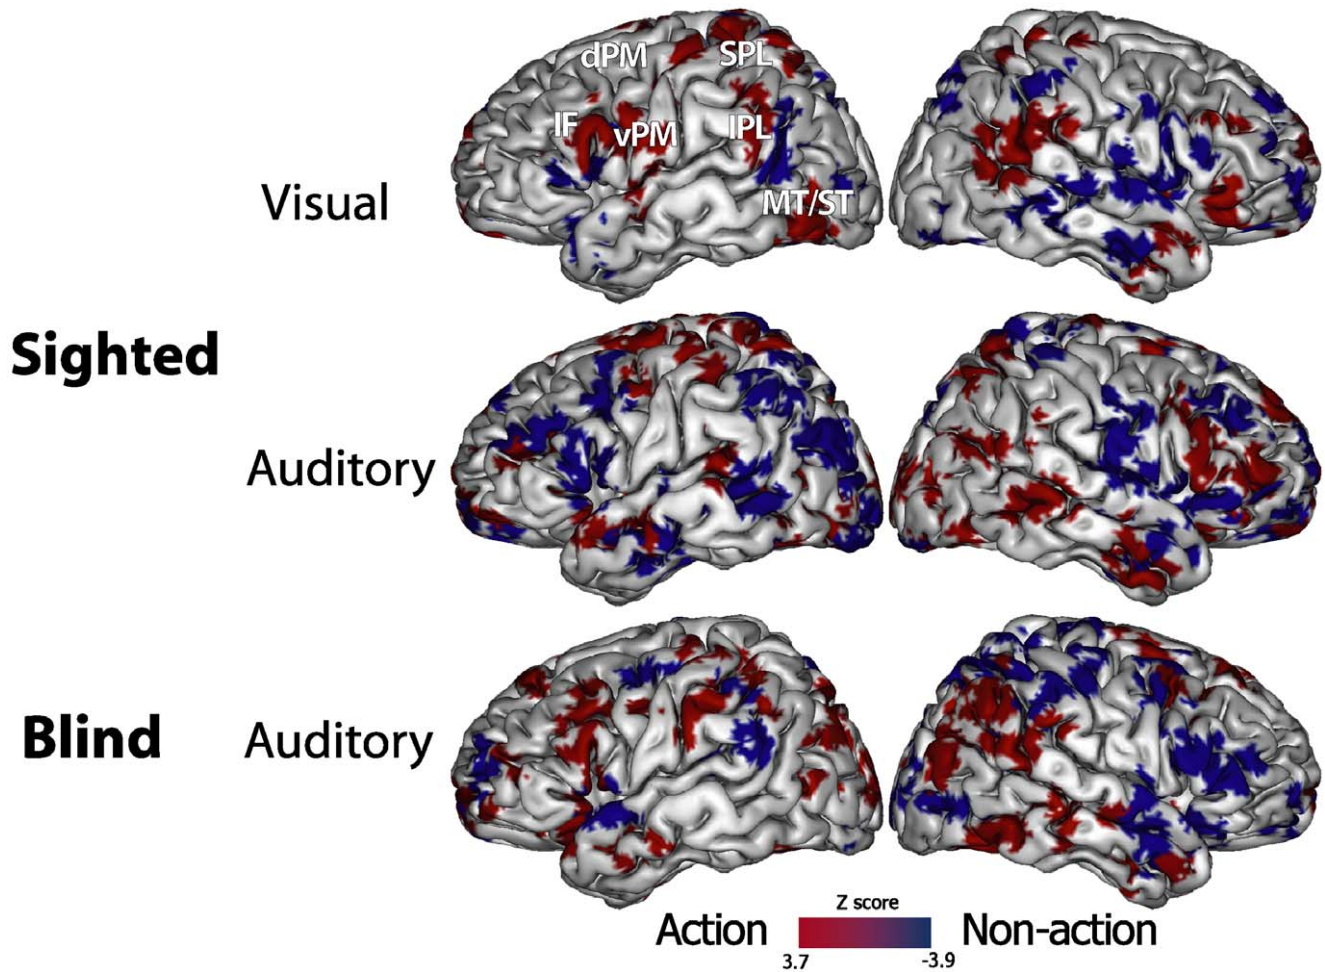 dPM SPL
IF vPM IPL
MT/ST
Visual
Sighted
Auditory
Blind Auditory
Z score
Action Non-action
3.7 -3.9